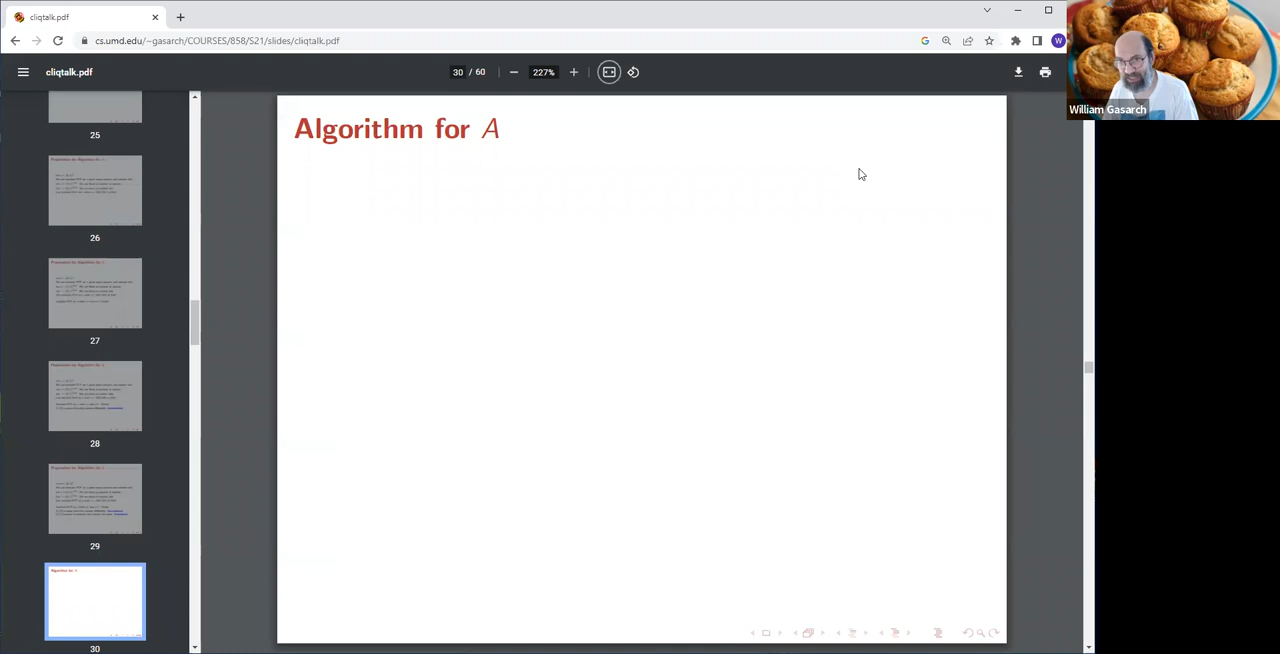 cliqtalk.pdf
cs.umd.edu/~gasarch/COURSES/858/S21/slides/cliqtalk.pdf
W
cliqtalk.pdf
30 / 60
227%
William Gasarch
Algorithm for A
25
26
27
28
29
30